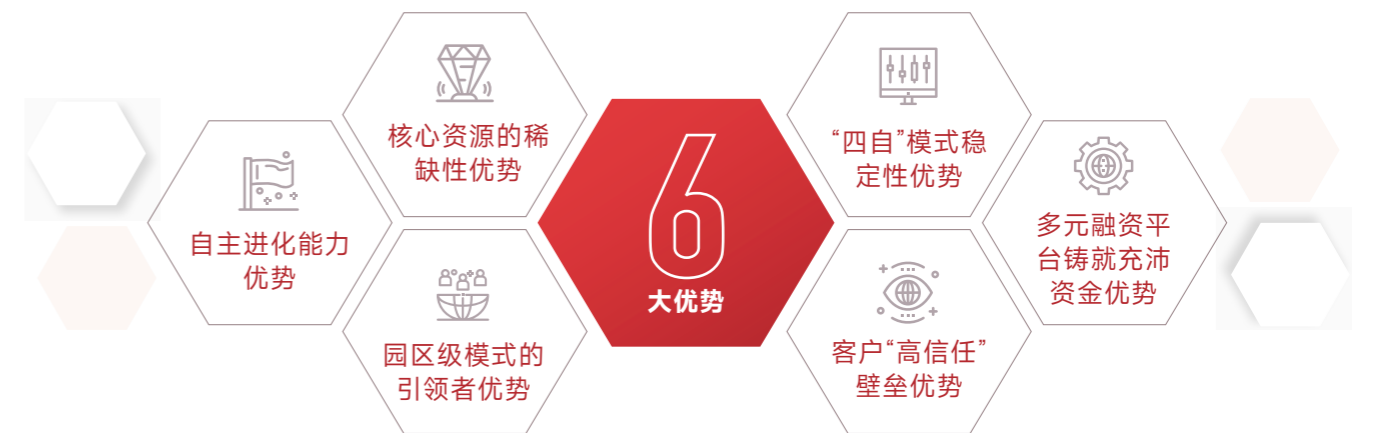 核心资源的稀
缺性优势
自主进化能力
优势
园区级模式的
引领者优势
6
大优势
“四自”模式稳
定性优势
多元融资平
台铸就充沛
资金优势
客户“高信任”
壁垒优势